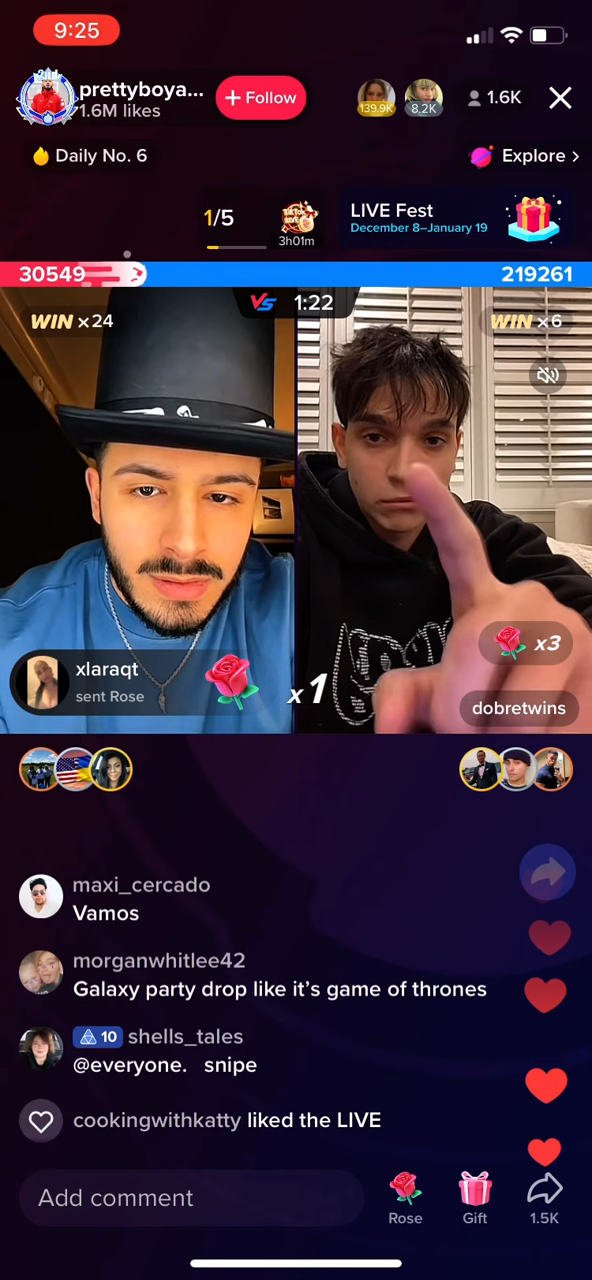 9:25
prettyboya...
1.6M likes
+ Follow
139.9K
8.2K
1.6K
Daily No. 6
Explore >
1/5
3h01m
LIVE Fest
December 8–January 19
30549
219261
WIN x24
VS 1:22
WIN x6
xlaraqt
sent Rose
x1
x3
dobretwins
maxi_cercado
Vamos
morganwhitlee42
Galaxy party drop like it’s game of thrones
10 shells_tales
@everyone. snipe
cookingwithkatty liked the LIVE
Add comment
Rose
Gift
1.5K